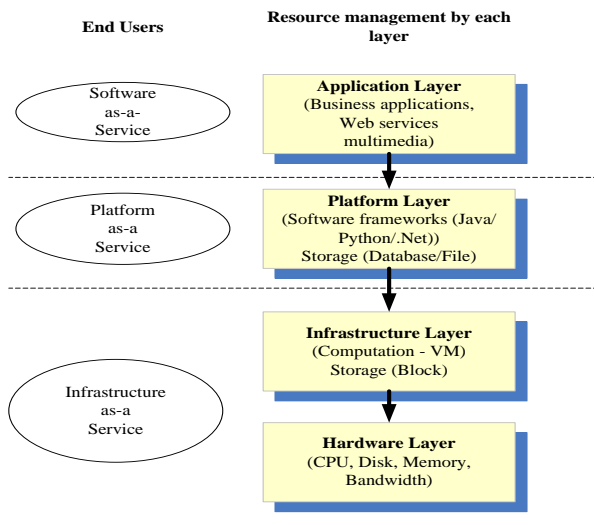 End Users
Resource management by each
layer
Software
as-a-
Service
Application Layer
(Business applications,
Web services
multimedia)
Platform
as-a
Service
Platform Layer
(Software frameworks (Java/
Python/.Net))
Storage (Database/File)
Infrastructure
as-a
Service
Infrastructure Layer
(Computation - VM)
Storage (Block)
Hardware Layer
(CPU, Disk, Memory,
Bandwidth)